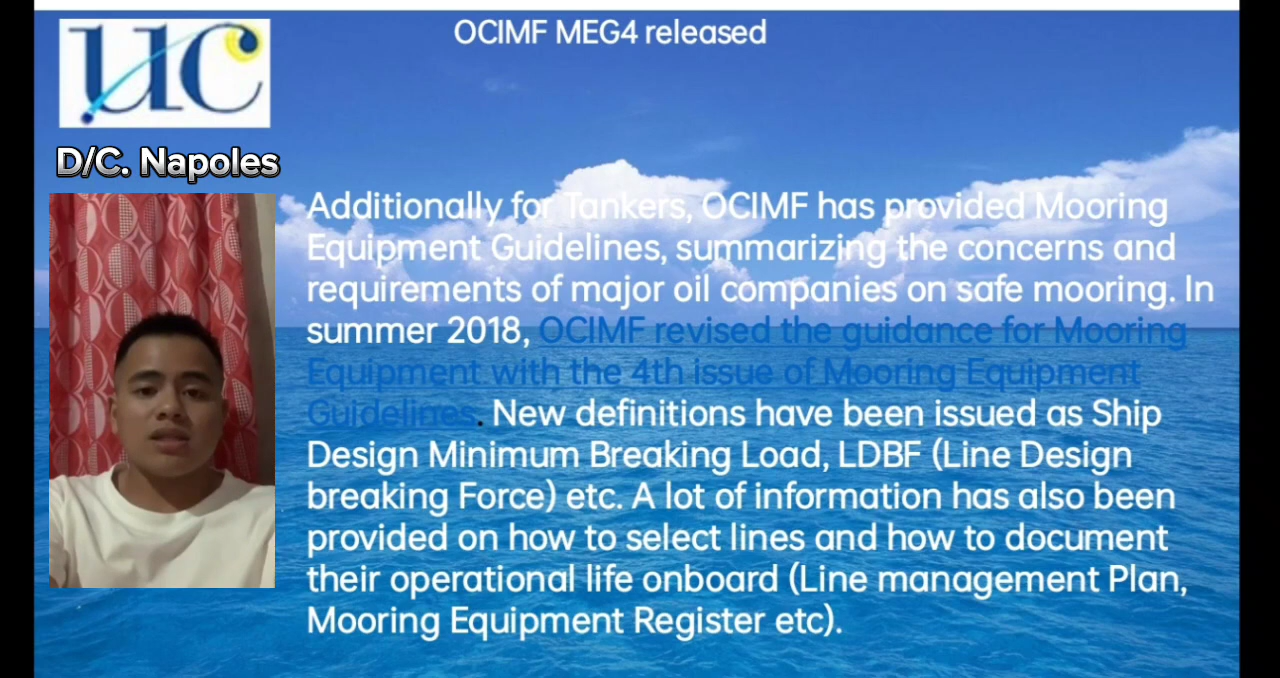 OCIMF MEG4 released
UC
D/C. Napoles
Additionally for Tankers, OCIMF has provided Mooring
Equipment Guidelines, summarizing the concerns and
requirements of major oil companies on safe mooring. In
summer 2018, OCIMF revised the guidance for Mooring
Equipment with the 4th issue of Mooring Equipment
Guidelines. New definitions have been issued as Ship
Design Minimum Breaking Load, LDBF (Line Design
breaking Force) etc. A lot of information has also been
provided on how to select lines and how to document
their operational life onboard (Line management Plan,
Mooring Equipment Register etc).